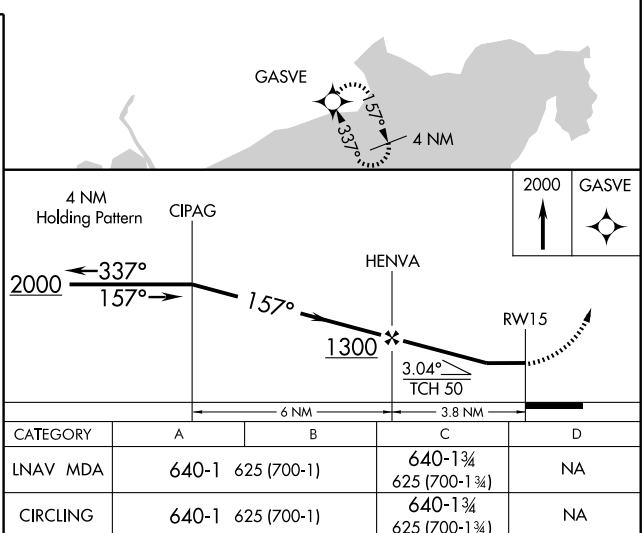 GASVE
157°
337°
4 NM
4 NM
Holding Pattern
CIPAG
2000
GASVE
337°
2000
157°
157°
HENVA
1300
RW15
3.04°
TCH 50
6 NM
3.8 NM
CATEGORY A B C D
LNAV MDA 640-1 625 (700-1) 640-1¾ 625 (700-1¾) NA
CIRCLING 640-1 625 (700-1) 640-1¾ 625 (700-1¾) NA